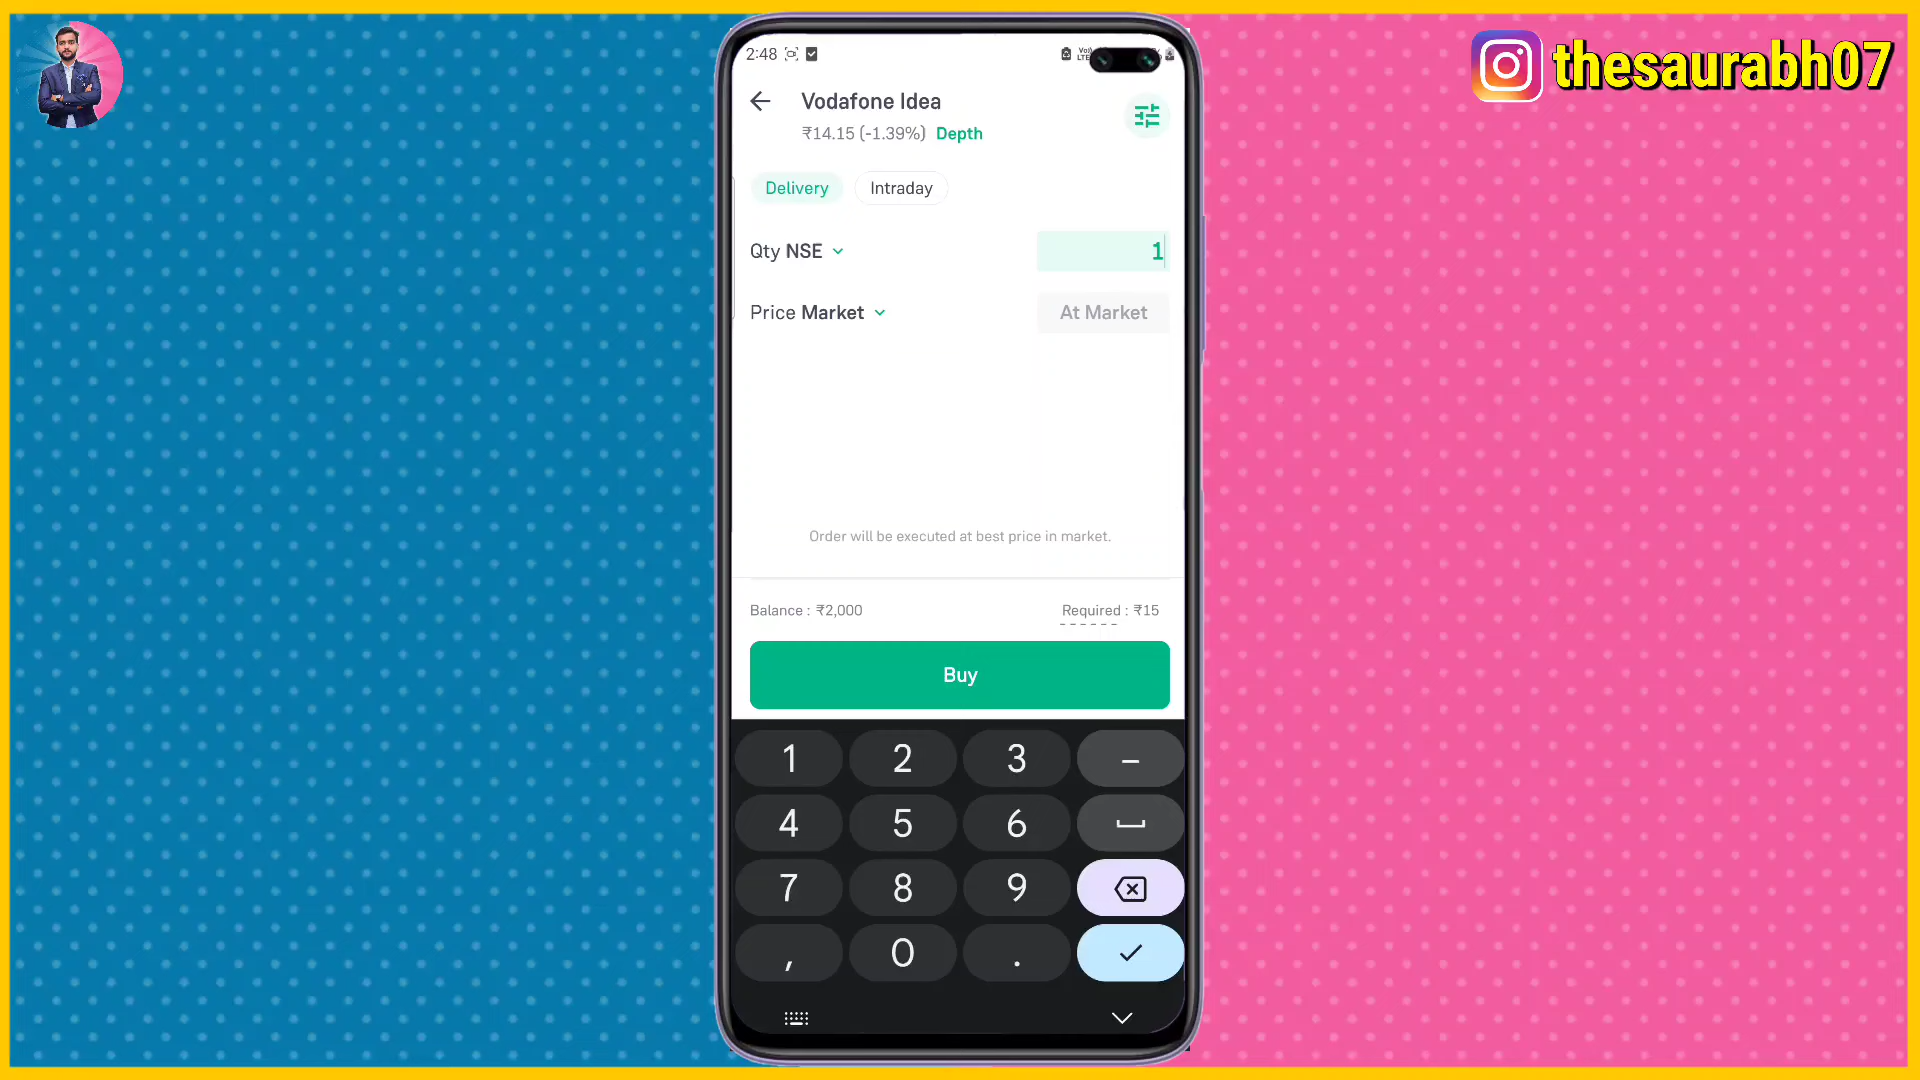 thesaurabh07
2:48
Vodafone Idea
₹14.15 (-1.39%) Depth
Delivery Intraday
Qty NSE 1
Price Market At Market
Order will be executed at best price in market.
Balance : ₹2,000 Required : ₹15
Buy
1 2 3 –
4 5 6
7 8 9
, 0 .